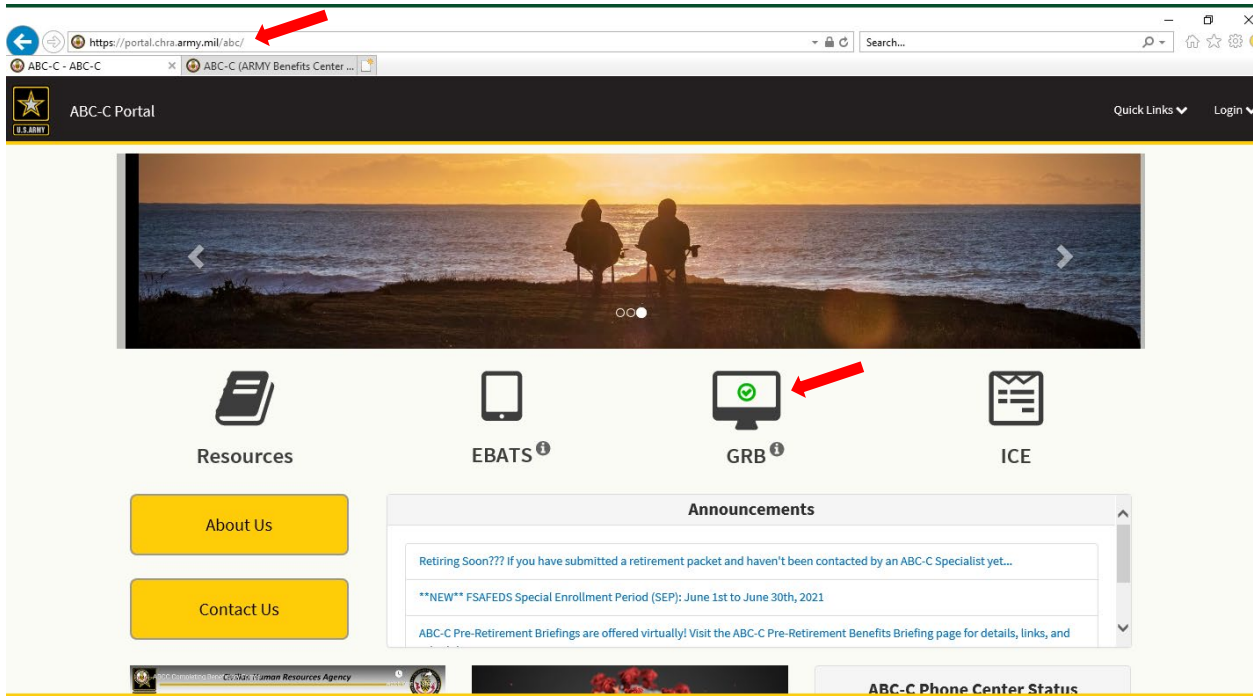 https://portal.chra.army.mil/abc/
Search...
ABC-C - ABC-C
ABC-C (ARMY Benefits Center ...
U.S.ARMY
ABC-C Portal
Quick Links
Login
Resources
EBATS
GRB
ICE
About Us
Contact Us
Announcements
Retiring Soon??? If you have submitted a retirement packet and haven't been contacted by an ABC-C Specialist yet...
**NEW** FSAFEDS Special Enrollment Period (SEP): June 1st to June 30th, 2021
ABC-C Pre-Retirement Briefings are offered virtually! Visit the ABC-C Pre-Retirement Benefits Briefing page for details, links, and
Civilian Human Resources Agency
ABC-C Phone Center Status